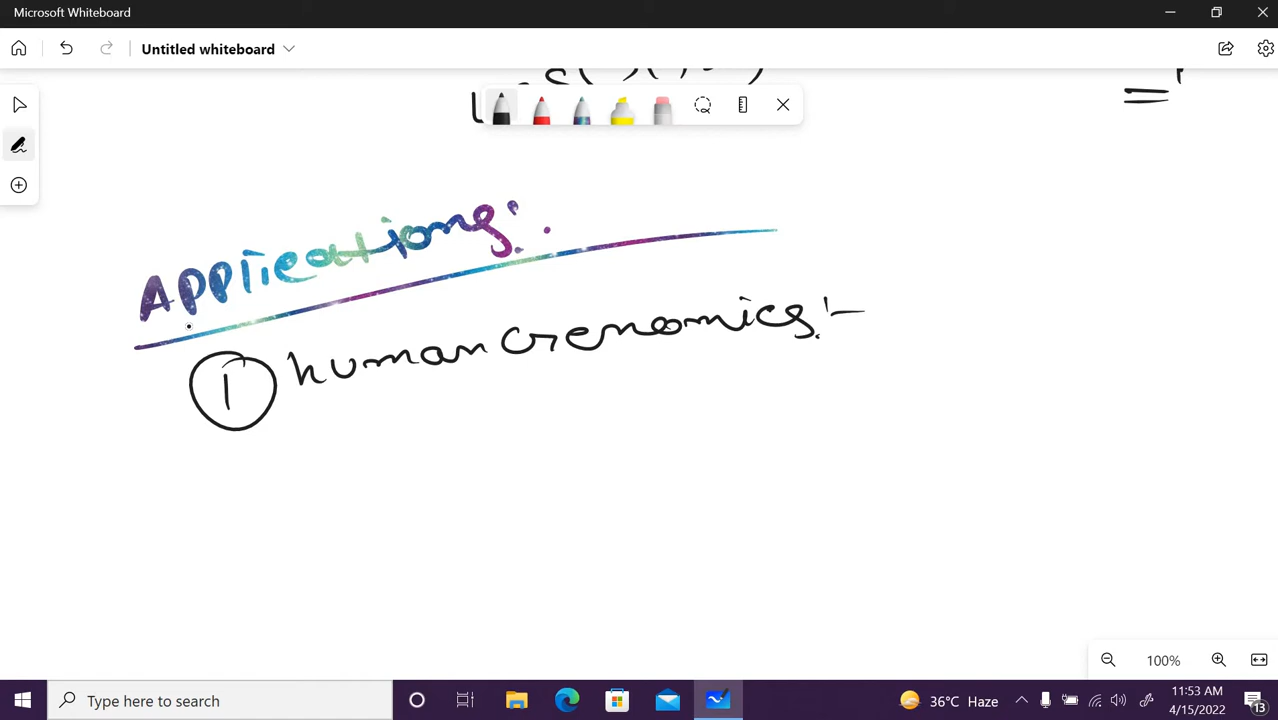 Microsoft Whiteboard
Untitled whiteboard
Applications:
① human Genomics:-
100%
Type here to search
36°C Haze
11:53 AM
4/15/2022
13